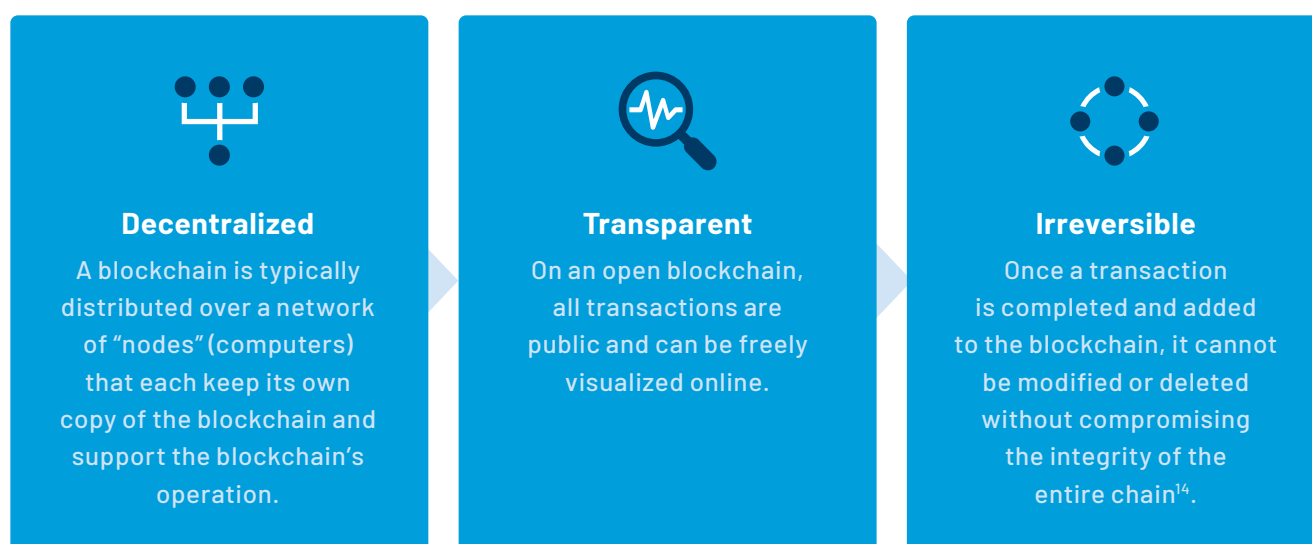 Decentralized
A blockchain is typically
distributed over a network
of “nodes” (computers)
that each keep its own
copy of the blockchain and
support the blockchain’s
operation.
Transparent
On an open blockchain,
all transactions are
public and can be freely
visualized online.
Irreversible
Once a transaction
is completed and added
to the blockchain, it cannot
be modified or deleted
without compromising
the integrity of the
entire chain¹⁴.